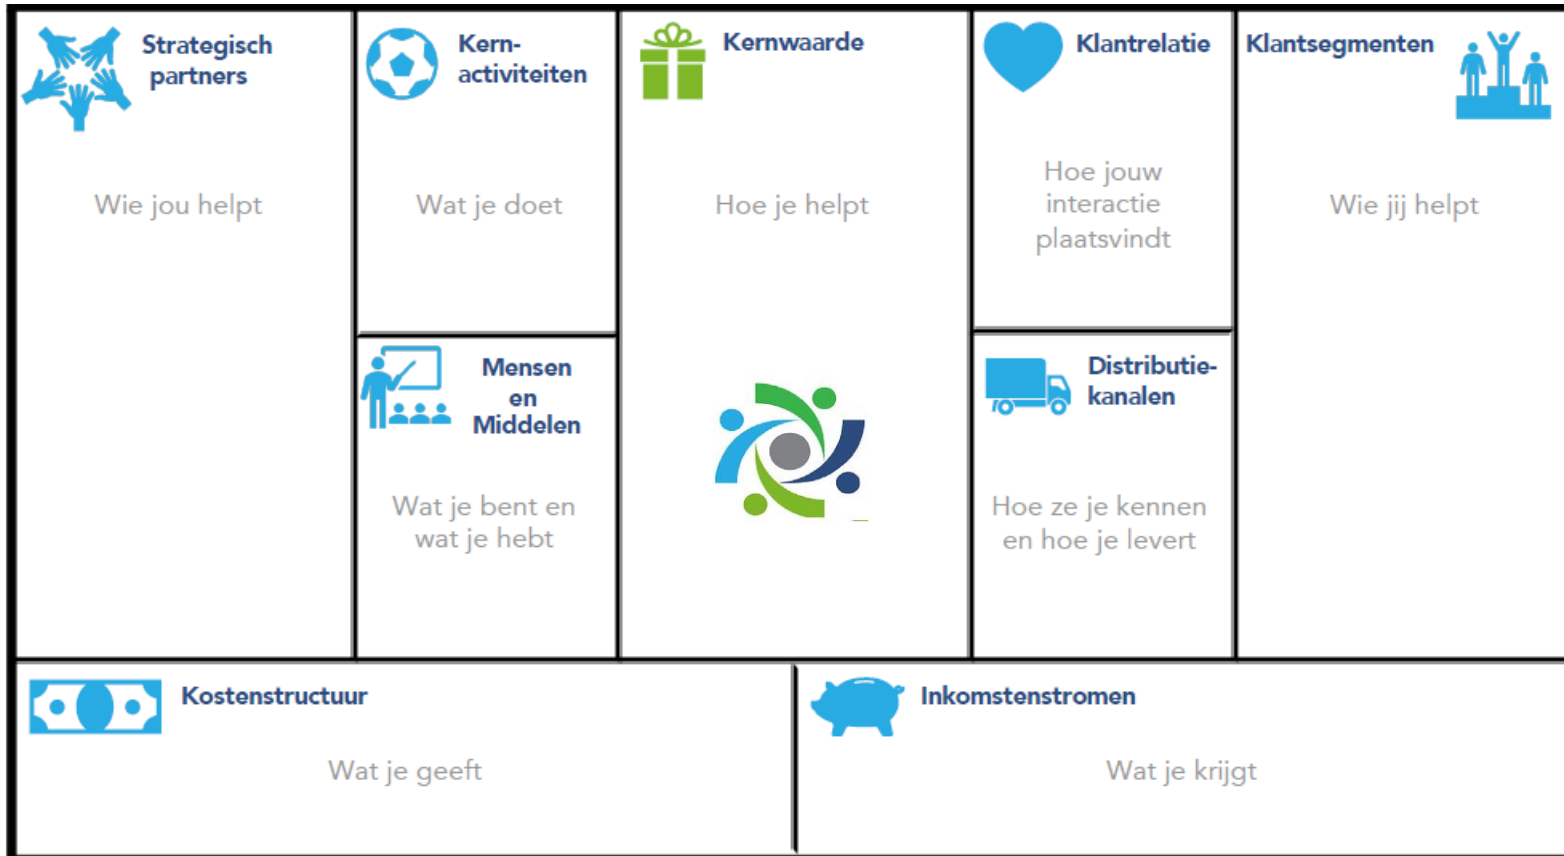 Strategisch
partners
Wie jou helpt
Kern-
activiteiten
Wat je doet
Mensen
en
Middelen
Wat je bent en
wat je hebt
Kernwaarde
Hoe je helpt
Klantrelatie
Hoe jouw
interactie
plaatsvindt
Distributie-
kanalen
Hoe ze je kennen
en hoe je levert
Klantsegmenten
Wie jij helpt
Kostenstructuur
Wat je geeft
Inkomstenstromen
Wat je krijgt